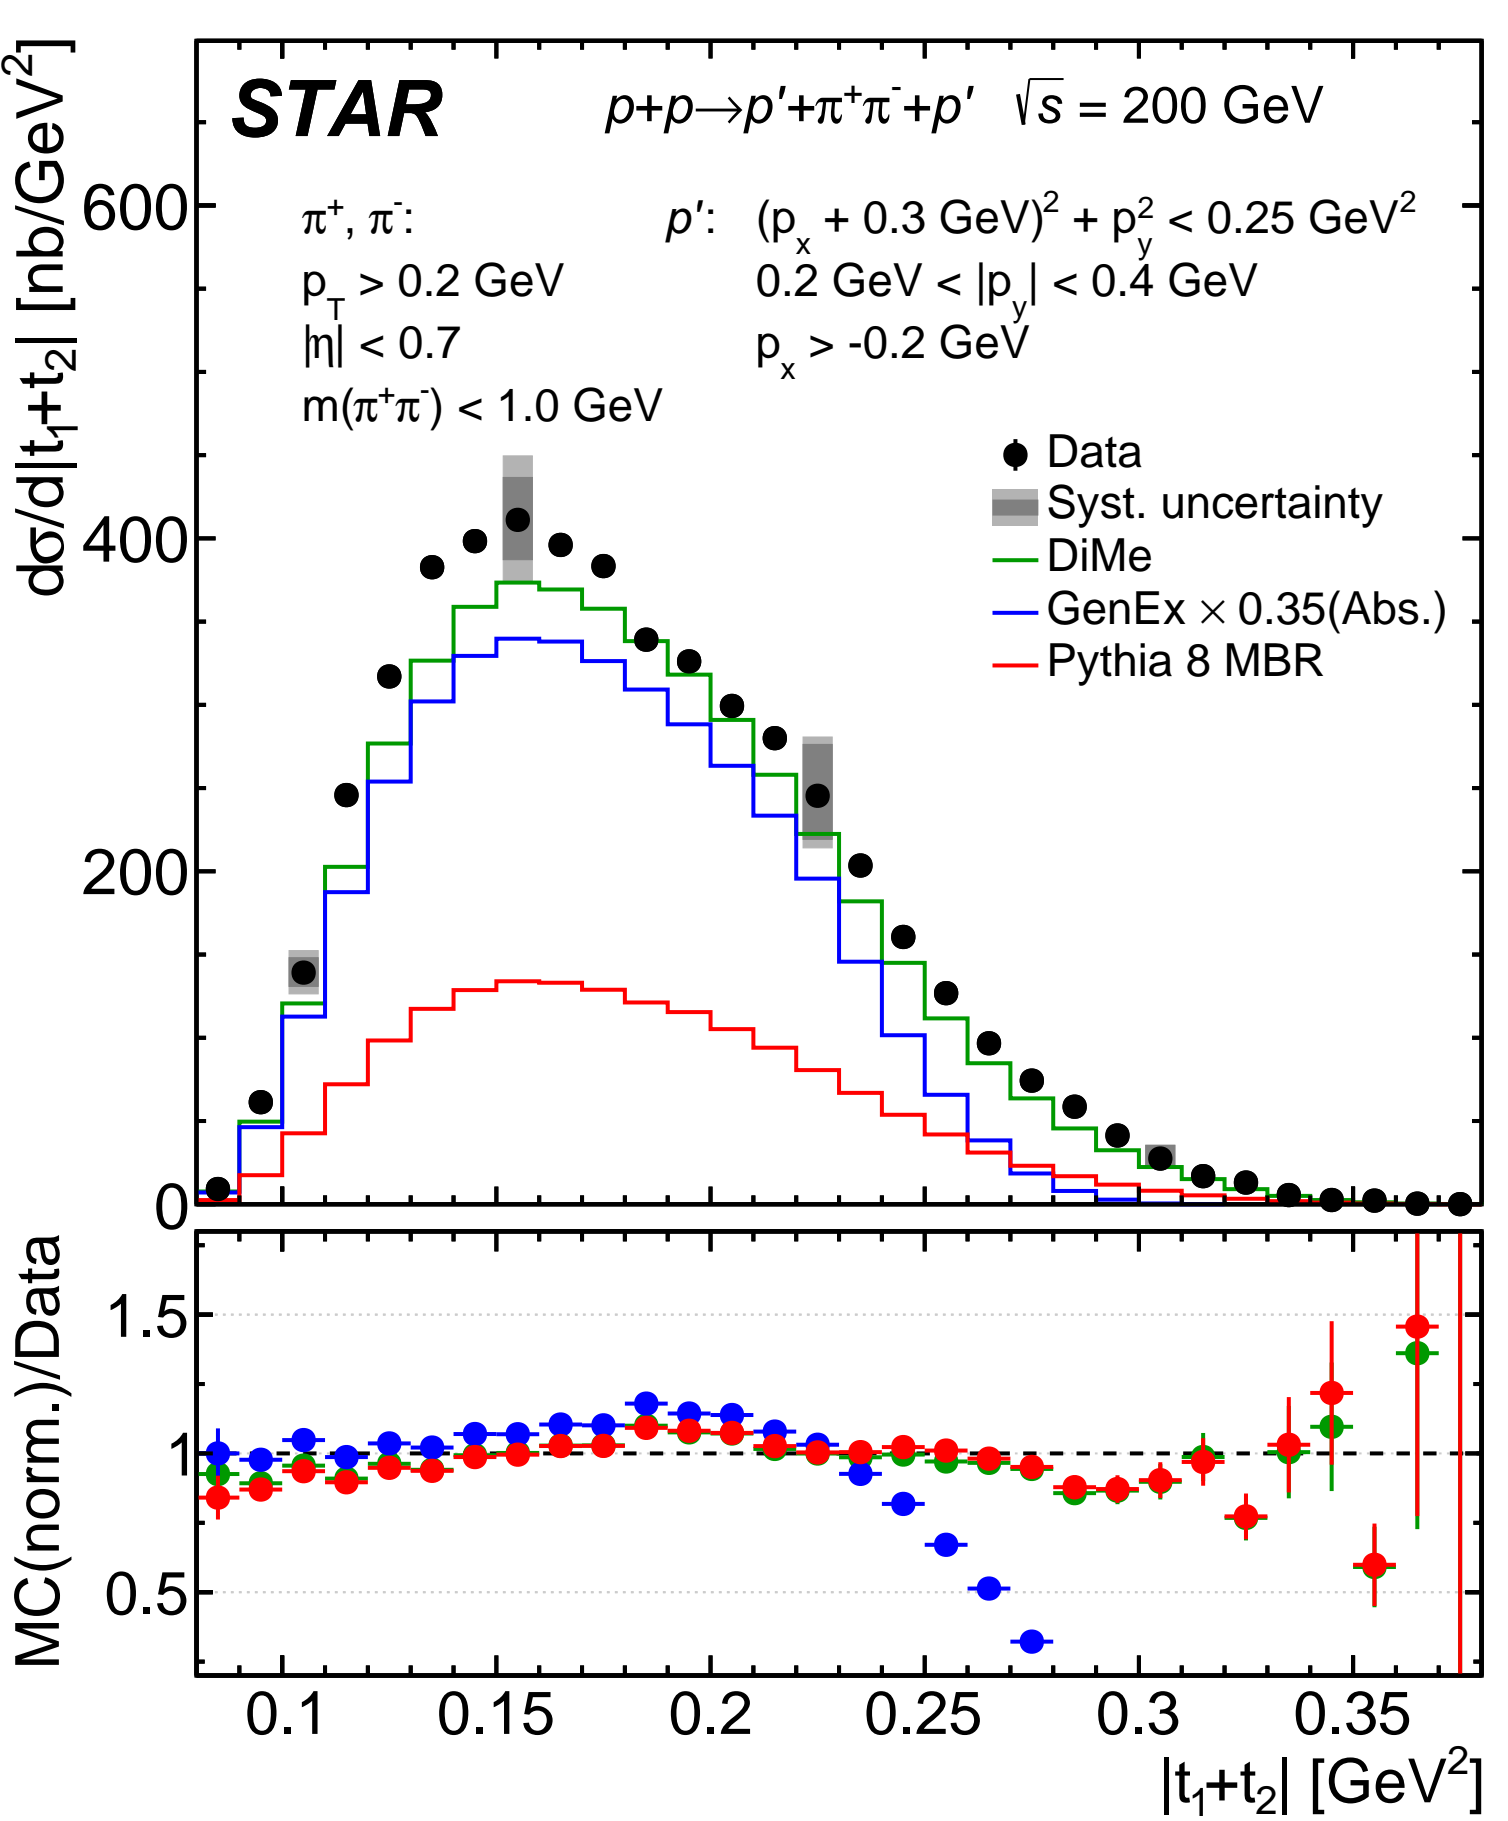 STAR p+p→p′+π⁺π⁻+p′ √s = 200 GeV
π⁺, π⁻: p′: (pₓ + 0.3 GeV)² + p_y² < 0.25 GeV²
p_T > 0.2 GeV 0.2 GeV < |p_y| < 0.4 GeV
|η| < 0.7 pₓ > -0.2 GeV
m(π⁺π⁻) < 1.0 GeV
Data
Syst. uncertainty
DiMe
GenEx × 0.35(Abs.)
Pythia 8 MBR
dσ/d|t₁+t₂| [nb/GeV²]
600
400
200
0
MC(norm.)/Data
1.5
1
0.5
0.1 0.15 0.2 0.25 0.3 0.35
|t₁+t₂| [GeV²]